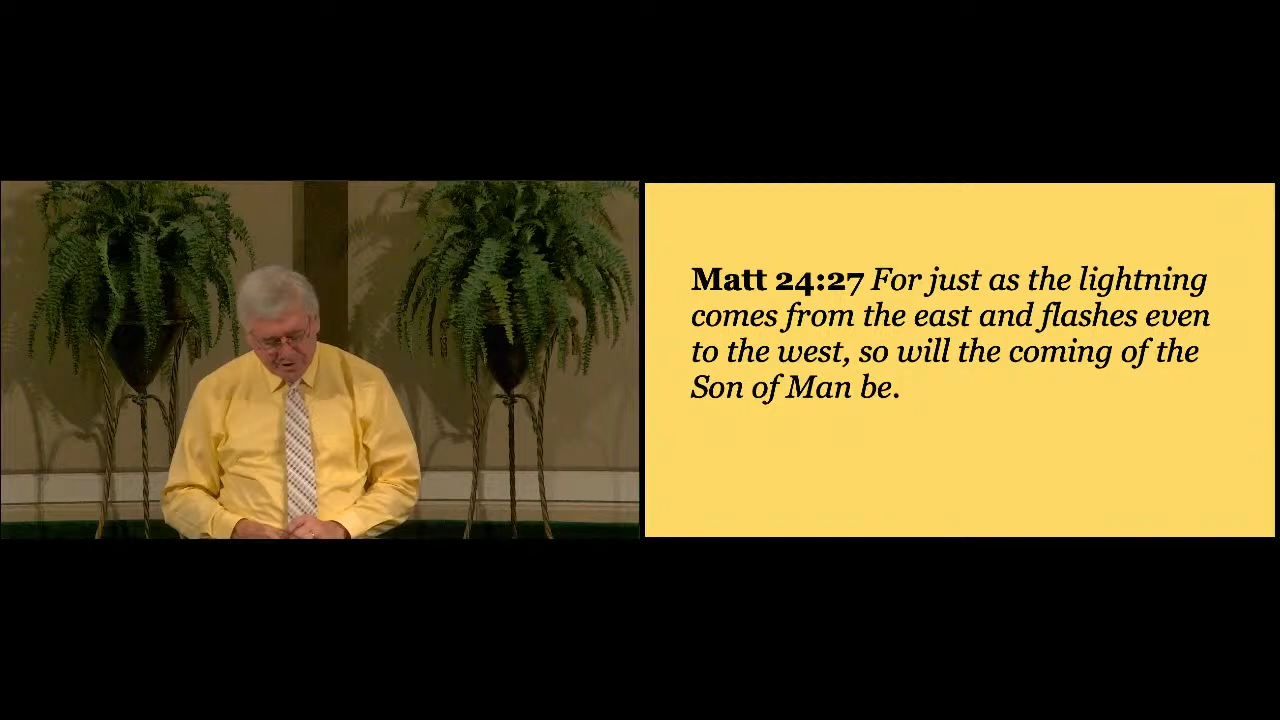 Matt 24:27 For just as the lightning
comes from the east and flashes even
to the west, so will the coming of the
Son of Man be.